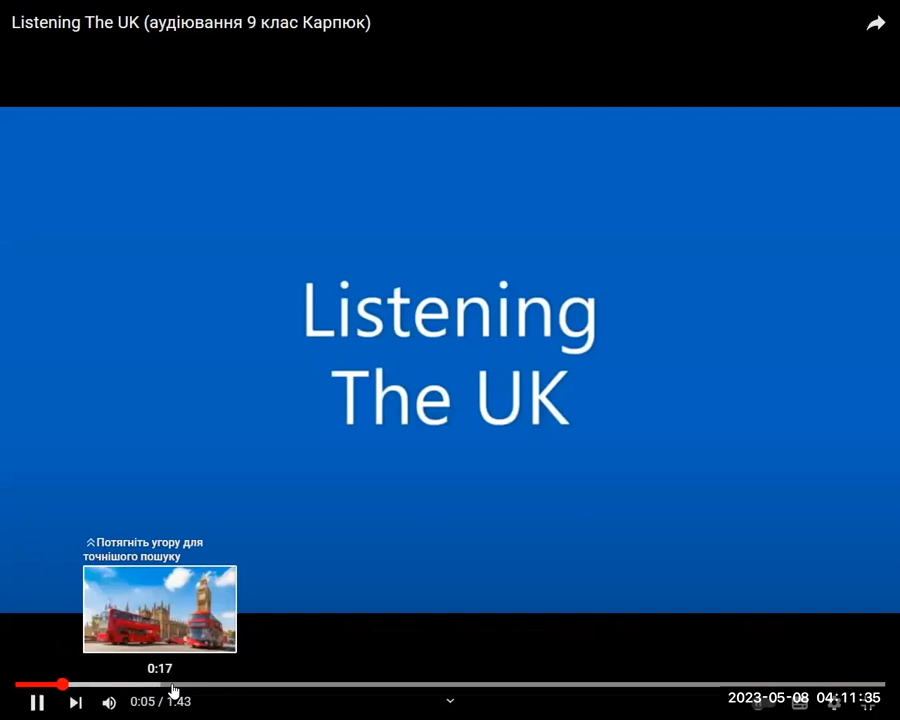 Listening The UK (аудіювання 9 клас Карпюк)
Listening
The UK
Потягніть угору для
точнішого пошуку
0:17
0:05 / 1:43
2023-05-08 04:11:35